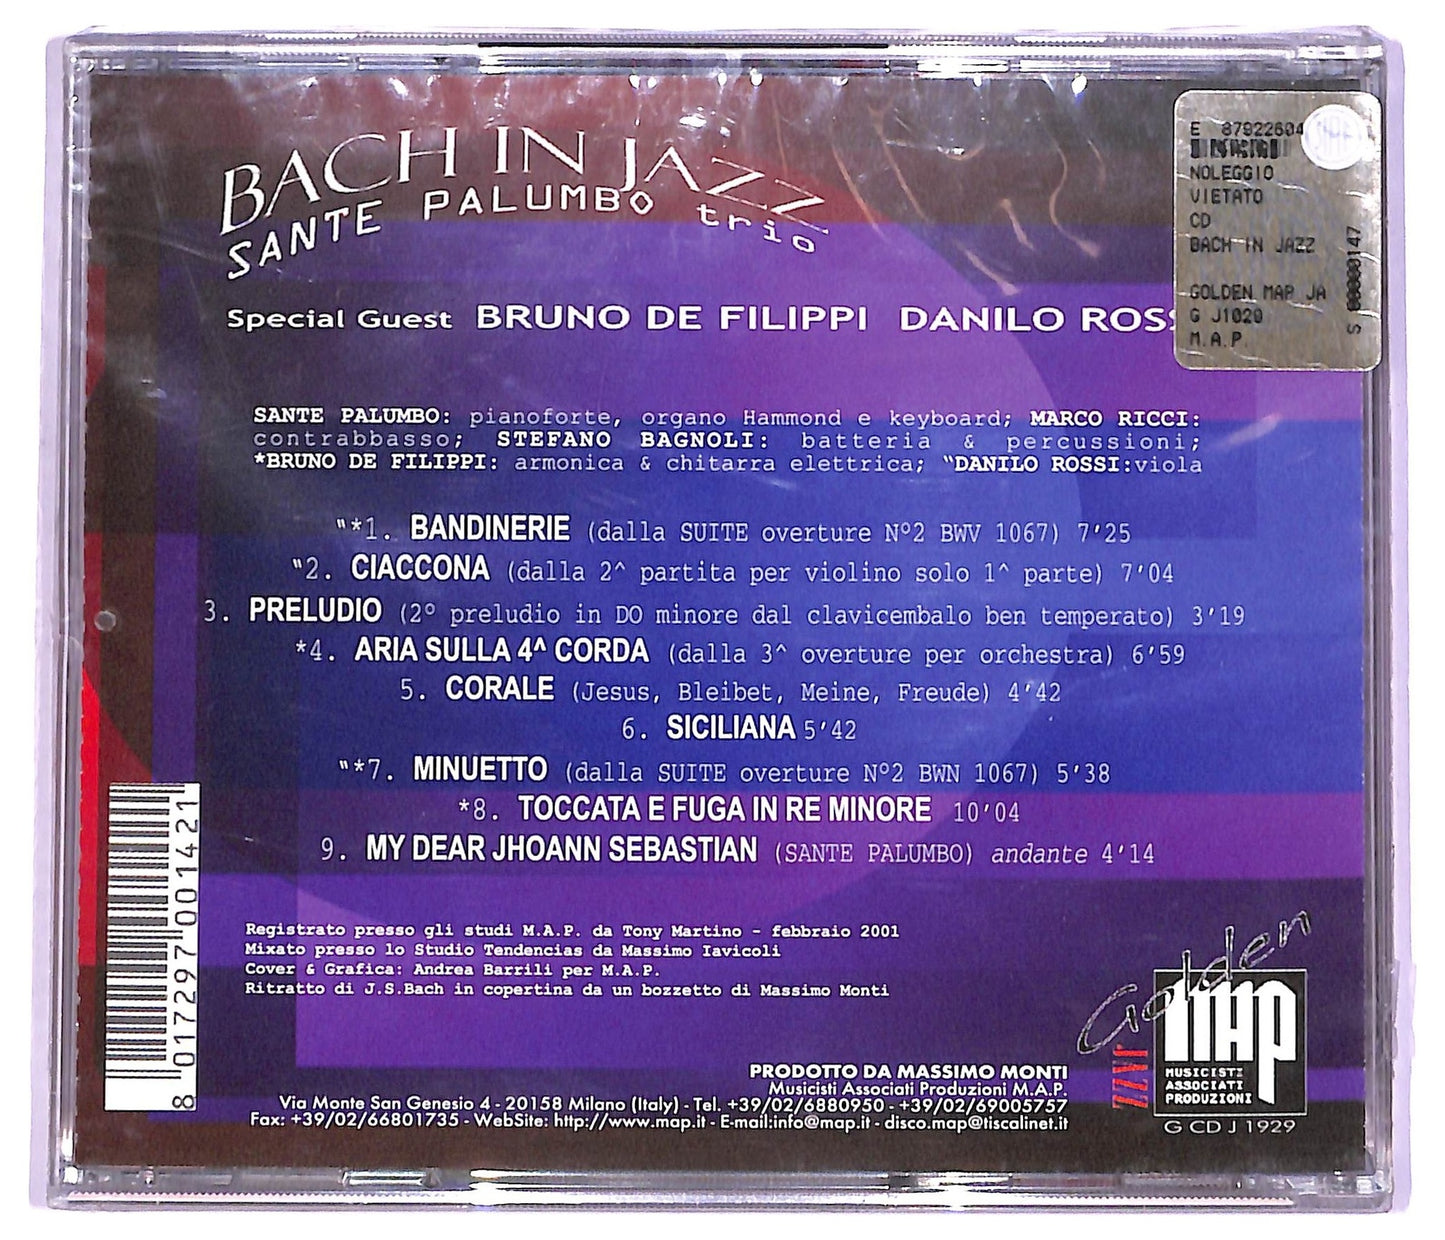 BACH IN JAZZ
SANTE PALUMBO trio
Special Guest BRUNO DE FILIPPI DANILO ROSS
E 87922604
NOLEGGIO
VIETATO
CD
BACH IN JAZZ
GOLDEN MAP JA
G J1029
M.A.P.
S 00000147
SANTE PALUMBO: pianoforte, organo Hammond e keyboard; MARCO RICCI:
contrabbasso; STEFANO BAGNOLI: batteria & percussioni;
*BRUNO DE FILIPPI: armonica & chitarra elettrica; "DANILO ROSSI:viola
"*1. BANDINERIE (dalla SUITE overture N°2 BWV 1067) 7'25
"2. CIACCONA (dalla 2^ partita per violino solo 1^ parte) 7'04
3. PRELUDIO (2° preludio in DO minore dal clavicembalo ben temperato) 3'19
*4. ARIA SULLA 4^ CORDA (dalla 3^ overture per orchestra) 6'59
5. CORALE (Jesus, Bleibet, Meine, Freude) 4'42
6. SICILIANA 5'42
"*7. MINUETTO (dalla SUITE overture N°2 BWN 1067) 5'38
*8. TOCCATA E FUGA IN RE MINORE 10'04
9. MY DEAR JHOANN SEBASTIAN (SANTE PALUMBO) andante 4'14
8 017297 001421
Registrato presso gli studi M.A.P. da Tony Martino - febbraio 2001
Mixato presso lo Studio Tendencias da Massimo Iavicoli
Cover & Grafica: Andrea Barrili per M.A.P.
Ritratto di J.S.Bach in copertina da un bozzetto di Massimo Monti
PRODOTTO DA MASSIMO MONTI
Musicisti Associati Produzioni M.A.P.
Via Monte San Genesio 4 - 20158 Milano (Italy) - Tel. +39/02/6880950 - +39/02/69005757
Fax: +39/02/66801735 - WebSite: http://www.map.it - E-mail:info@map.it - disco.map@tiscalinet.it
Golden
JAZZ
MAP
MUSICISTI
ASSOCIATI
PRODUZIONI
G CD J 1929